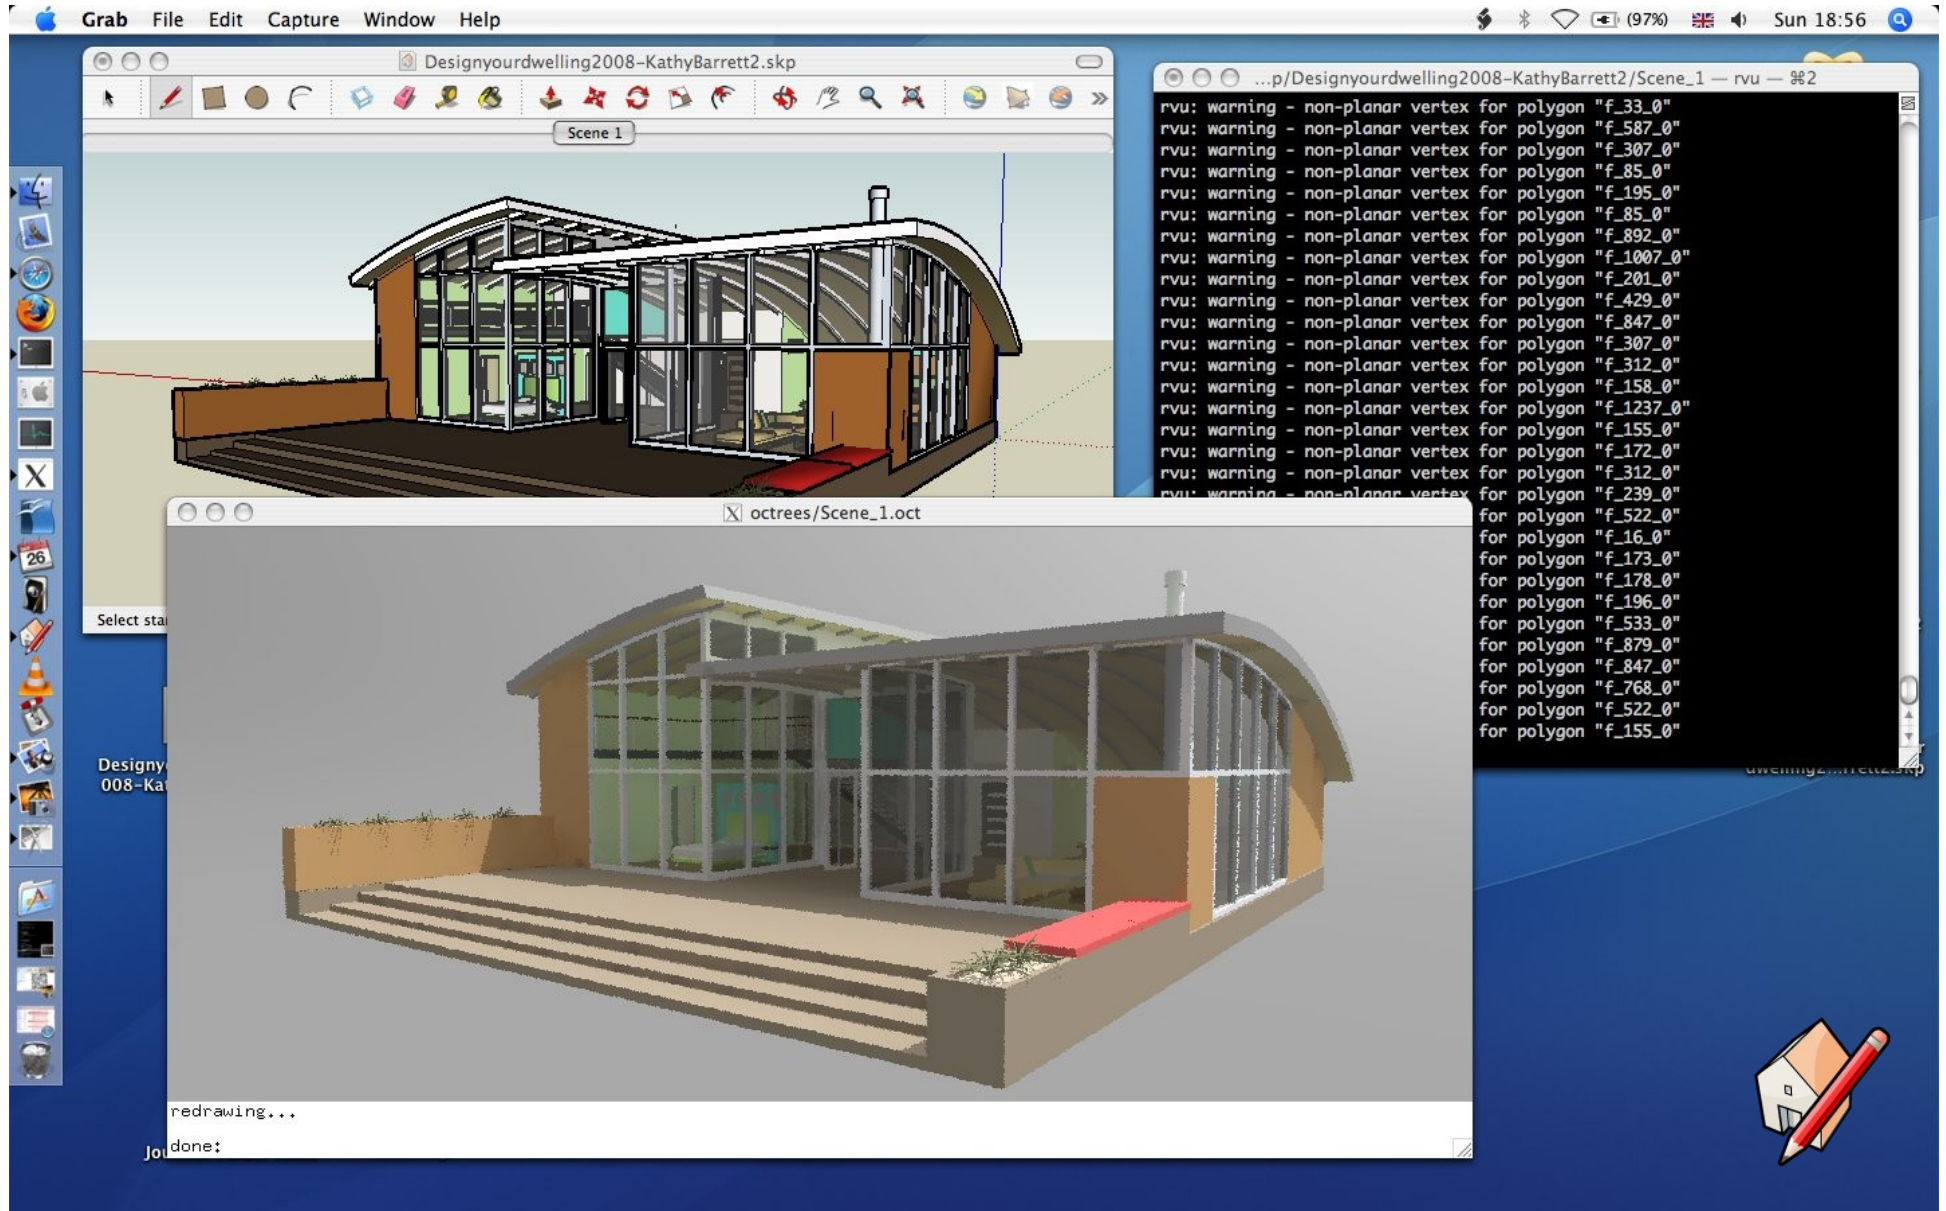 Grab File Edit Capture Window Help
(97%) Sun 18:56
Designyourdwelling2008-KathyBarrett2.skp
Scene 1
Select sta
...p/Designyourdwelling2008-KathyBarrett2/Scene_1 — rvu — ⌘2
rvu: warning - non-planar vertex for polygon "f_33_0"
rvu: warning - non-planar vertex for polygon "f_587_0"
rvu: warning - non-planar vertex for polygon "f_307_0"
rvu: warning - non-planar vertex for polygon "f_85_0"
rvu: warning - non-planar vertex for polygon "f_195_0"
rvu: warning - non-planar vertex for polygon "f_85_0"
rvu: warning - non-planar vertex for polygon "f_892_0"
rvu: warning - non-planar vertex for polygon "f_1007_0"
rvu: warning - non-planar vertex for polygon "f_201_0"
rvu: warning - non-planar vertex for polygon "f_429_0"
rvu: warning - non-planar vertex for polygon "f_847_0"
rvu: warning - non-planar vertex for polygon "f_307_0"
rvu: warning - non-planar vertex for polygon "f_312_0"
rvu: warning - non-planar vertex for polygon "f_158_0"
rvu: warning - non-planar vertex for polygon "f_1237_0"
rvu: warning - non-planar vertex for polygon "f_155_0"
rvu: warning - non-planar vertex for polygon "f_172_0"
rvu: warning - non-planar vertex for polygon "f_312_0"
rvu: warning - non-planar vertex for polygon "f_239_0"
for polygon "f_522_0"
for polygon "f_16_0"
for polygon "f_173_0"
for polygon "f_178_0"
for polygon "f_196_0"
for polygon "f_533_0"
for polygon "f_879_0"
for polygon "f_847_0"
for polygon "f_768_0"
for polygon "f_522_0"
for polygon "f_155_0"
octrees/Scene_1.oct
redrawing...
done:
26
Designy
008-Ka
Jou